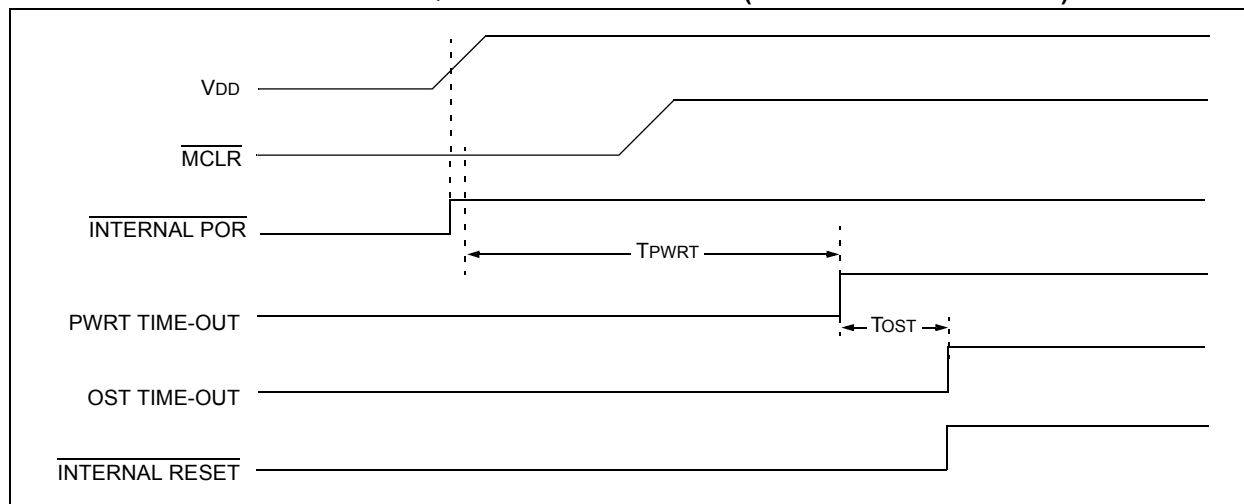 VDD
MCLR
INTERNAL POR
TPWRT
PWRT TIME-OUT
TOST
OST TIME-OUT
INTERNAL RESET